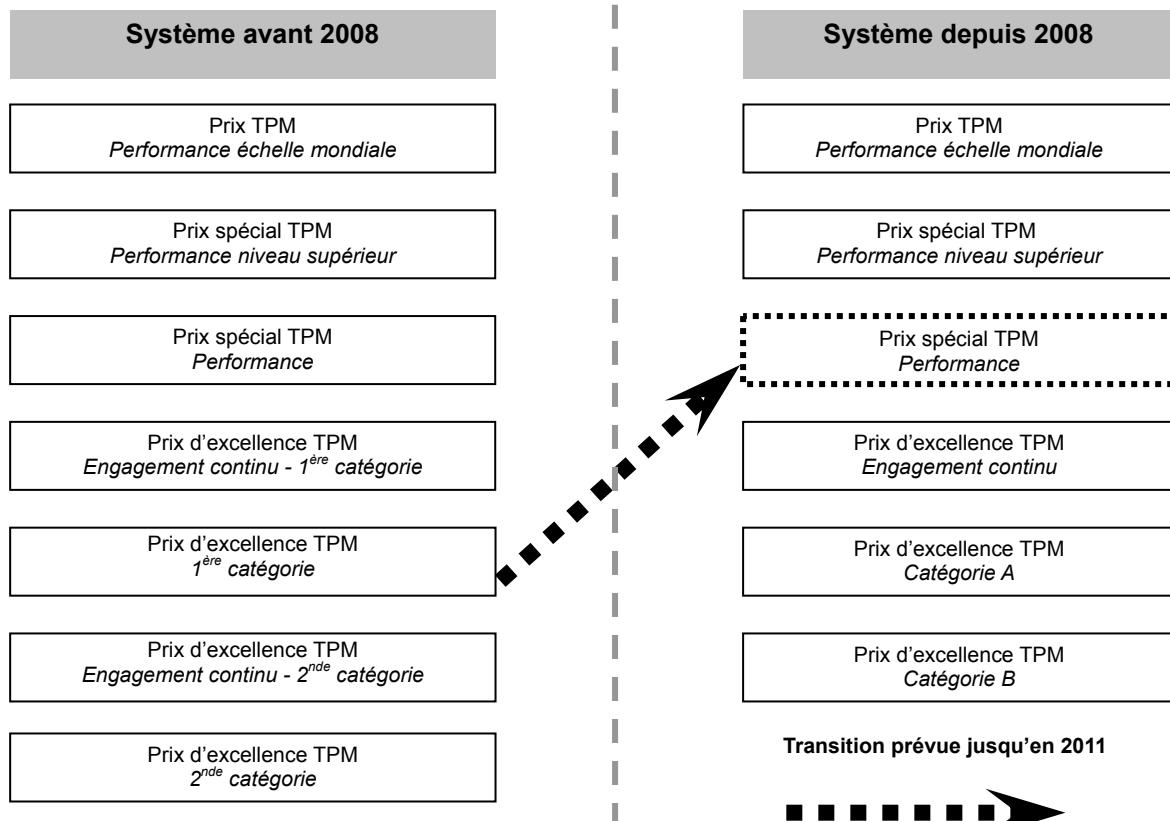 Système avant 2008
Prix TPM
Performance échelle mondiale
Prix spécial TPM
Performance niveau supérieur
Prix spécial TPM
Performance
Prix d'excellence TPM
Engagement continu - 1ère catégorie
Prix d'excellence TPM
1ère catégorie
Prix d'excellence TPM
Engagement continu - 2nde catégorie
Prix d'excellence TPM
2nde catégorie
Système depuis 2008
Prix TPM
Performance échelle mondiale
Prix spécial TPM
Performance niveau supérieur
Prix spécial TPM
Performance
Prix d'excellence TPM
Engagement continu
Prix d'excellence TPM
Catégorie A
Prix d'excellence TPM
Catégorie B
Transition prévue jusqu'en 2011